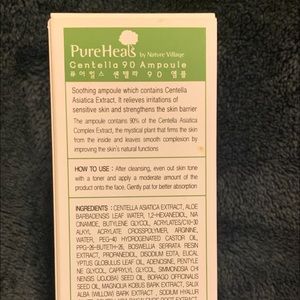 PureHeals by Nature Village
Centella 90 Ampoule
퓨어힐스 센텔라 90 앰플
Soothing ampoule which contains Centella
Asiatica Extract, It relieves irritations of
sensitive skin and strengthens the skin barrier
The ampoule contains 90% of the Centella Asiatica
Complex Extract, the mystical plant that firms the skin
from the inside and leaves smooth complexion by
improving the skin's natural functions
HOW TO USE : After cleansing, even out skin tone
with a toner and apply a moderate amount of the
product onto the face. Gently pat for better absorption
INGREDIENTS : CENTELLA ASIATICA EXTRACT, ALOE
BARBADENSIS LEAF WATER, 1,2-HEXANEDIOL, NIA
CINAMIDE, BUTYLENE GLYCOL, ACRYLATES/C10-30
ALKYL ACRYLATE CROSSPOLYMER, ARGININE,
WATER, PEG-40 HYDROGENATED CASTOR OIL,
PPG-26-BUTETH-26, BOSWELLIA SERRATA RESIN
EXTRACT, PROPANEDIOL, DISODIUM EDTA, EUCAL
YPTUS GLOBULUS LEAF OIL, ADENOSINE, PENTYLE
NE GLYCOL, CAPRYLYL GLYCOL, SIMMONDSIA CHI
NENSIS (JOJOBA) SEED OIL, BORAGO OFFICINALIS
SEED OIL, MAGNOLIA KOBUS BARK EXTRACT, SALIX
ALBA (WILLOW) BARK EXTRACT, SODIUM HYALUR